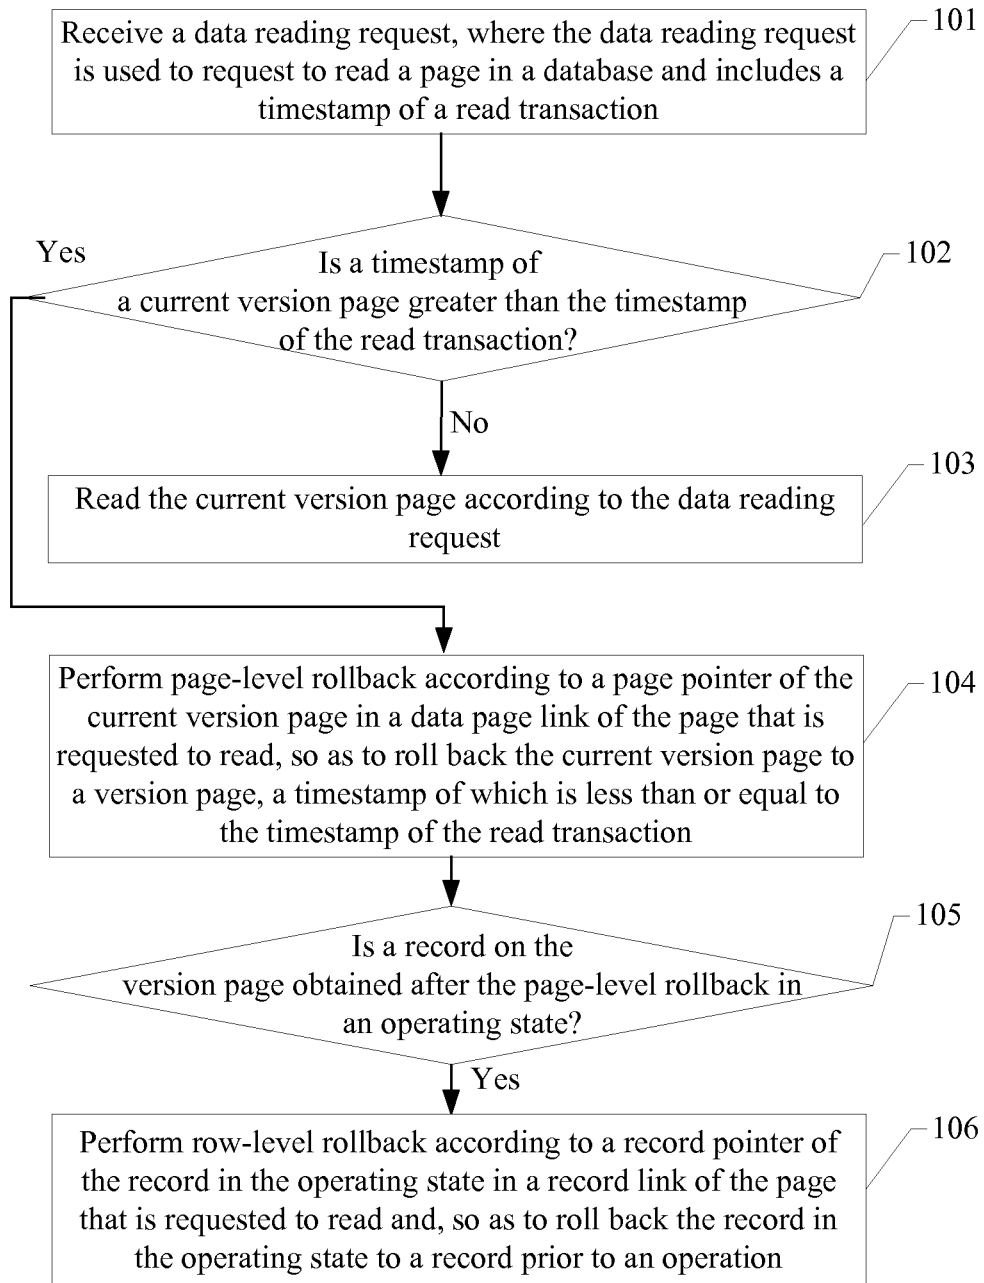 Receive a data reading request, where the data reading request
is used to request to read a page in a database and includes a
timestamp of a read transaction
101
Yes
Is a timestamp of
a current version page greater than the timestamp
of the read transaction?
102
No
Read the current version page according to the data reading
request
103
Perform page-level rollback according to a page pointer of the
current version page in a data page link of the page that is
requested to read, so as to roll back the current version page to
a version page, a timestamp of which is less than or equal to
the timestamp of the read transaction
104
Is a record on the
version page obtained after the page-level rollback in
an operating state?
105
Yes
Perform row-level rollback according to a record pointer of
the record in the operating state in a record link of the page
that is requested to read and, so as to roll back the record in
the operating state to a record prior to an operation
106